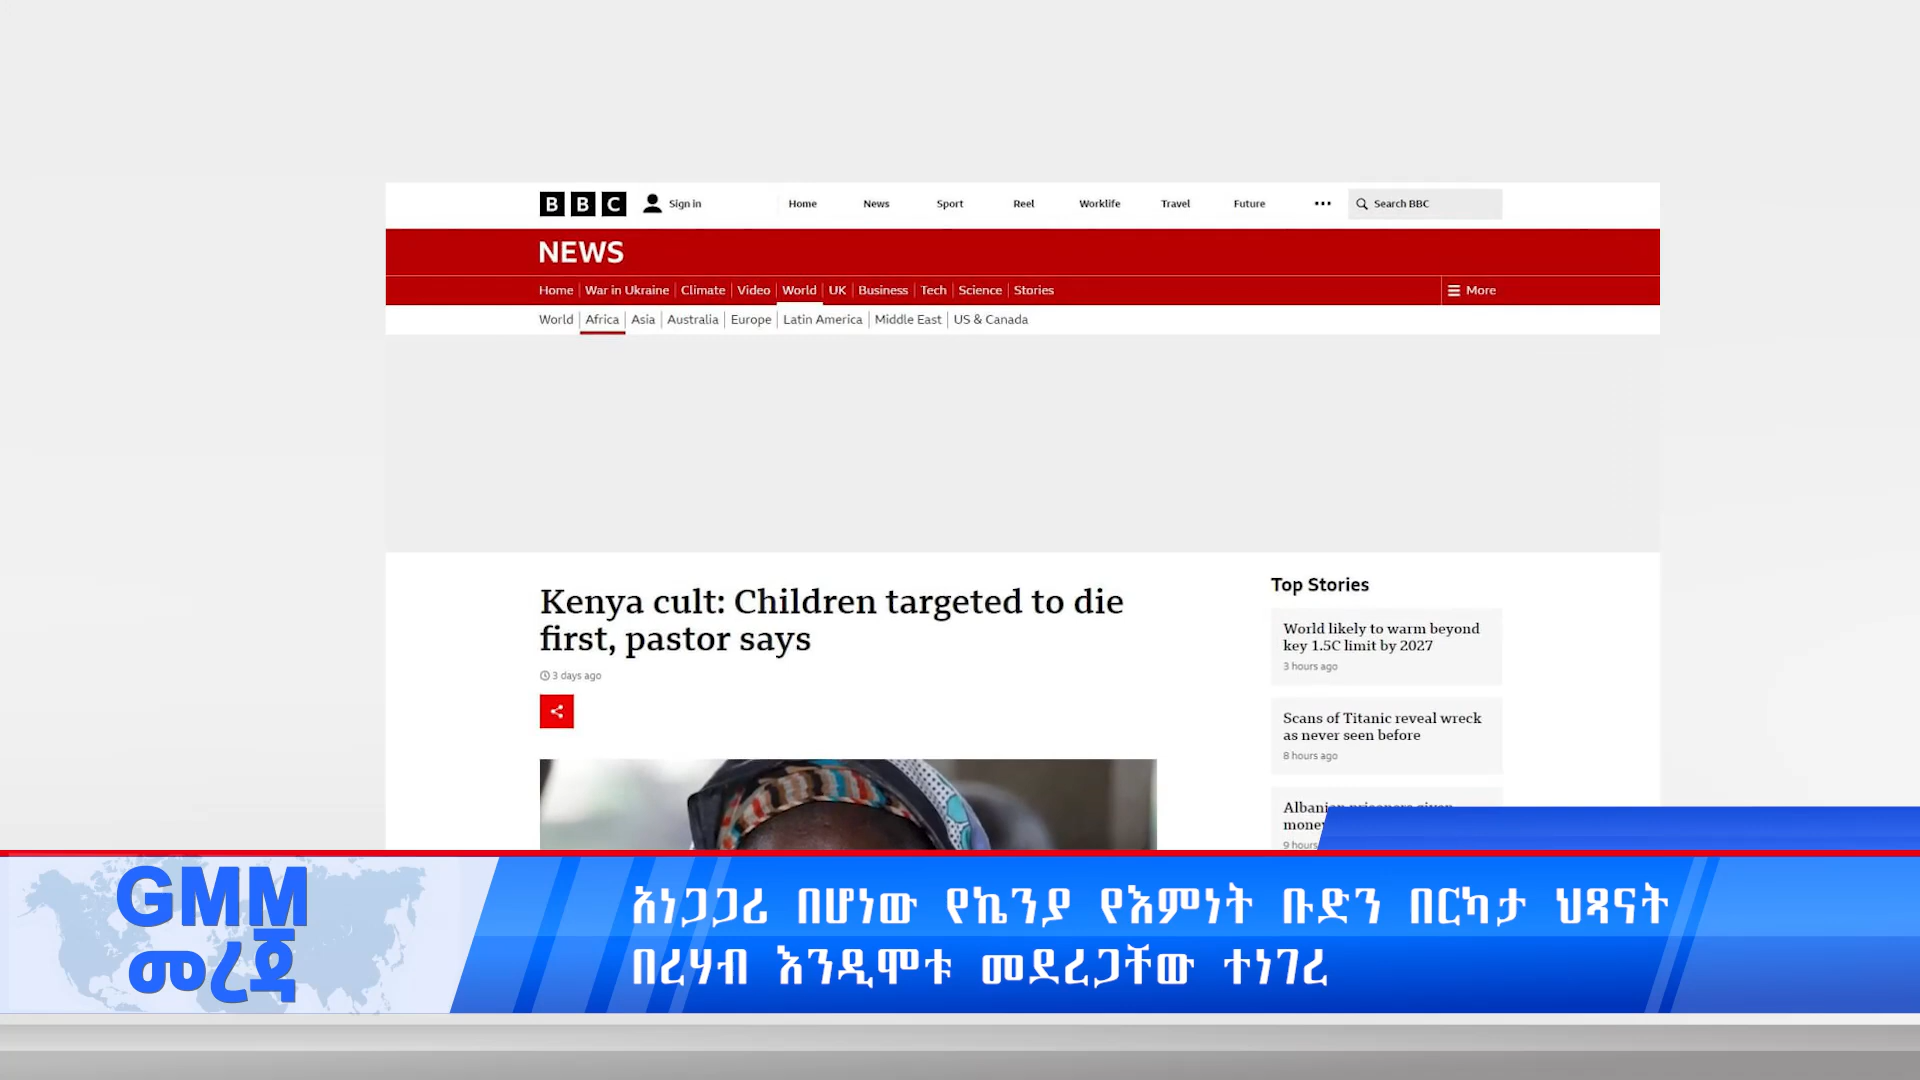 BBC Sign in Home News Sport Reel Worklife Travel Future ••• Search BBC
NEWS
Home War in Ukraine Climate Video World UK Business Tech Science Stories More
World Africa Asia Australia Europe Latin America Middle East US & Canada
Kenya cult: Children targeted to die
first, pastor says
3 days ago
Top Stories
World likely to warm beyond
key 1.5C limit by 2027
3 hours ago
Scans of Titanic reveal wreck
as never seen before
8 hours ago
9 hours
GMM
መረጃ
አነጋጋሪ በሆነው የኬንያ የእምነት ቡድን በርካታ ህጻናት
በረሃብ እንዲሞቱ መደረጋቸው ተነገረ